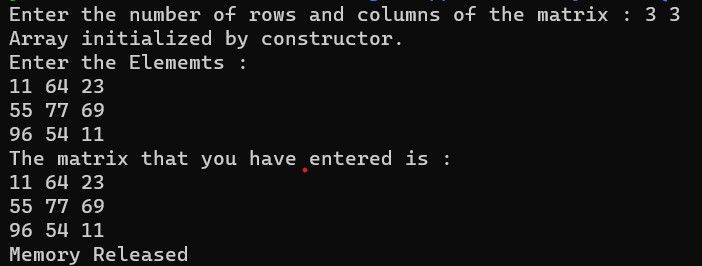 Enter the number of rows and columns of the matrix : 3 3
Array initialized by constructor.
Enter the Elememts :
11 64 23
55 77 69
96 54 11
The matrix that you have entered is :
11 64 23
55 77 69
96 54 11
Memory Released